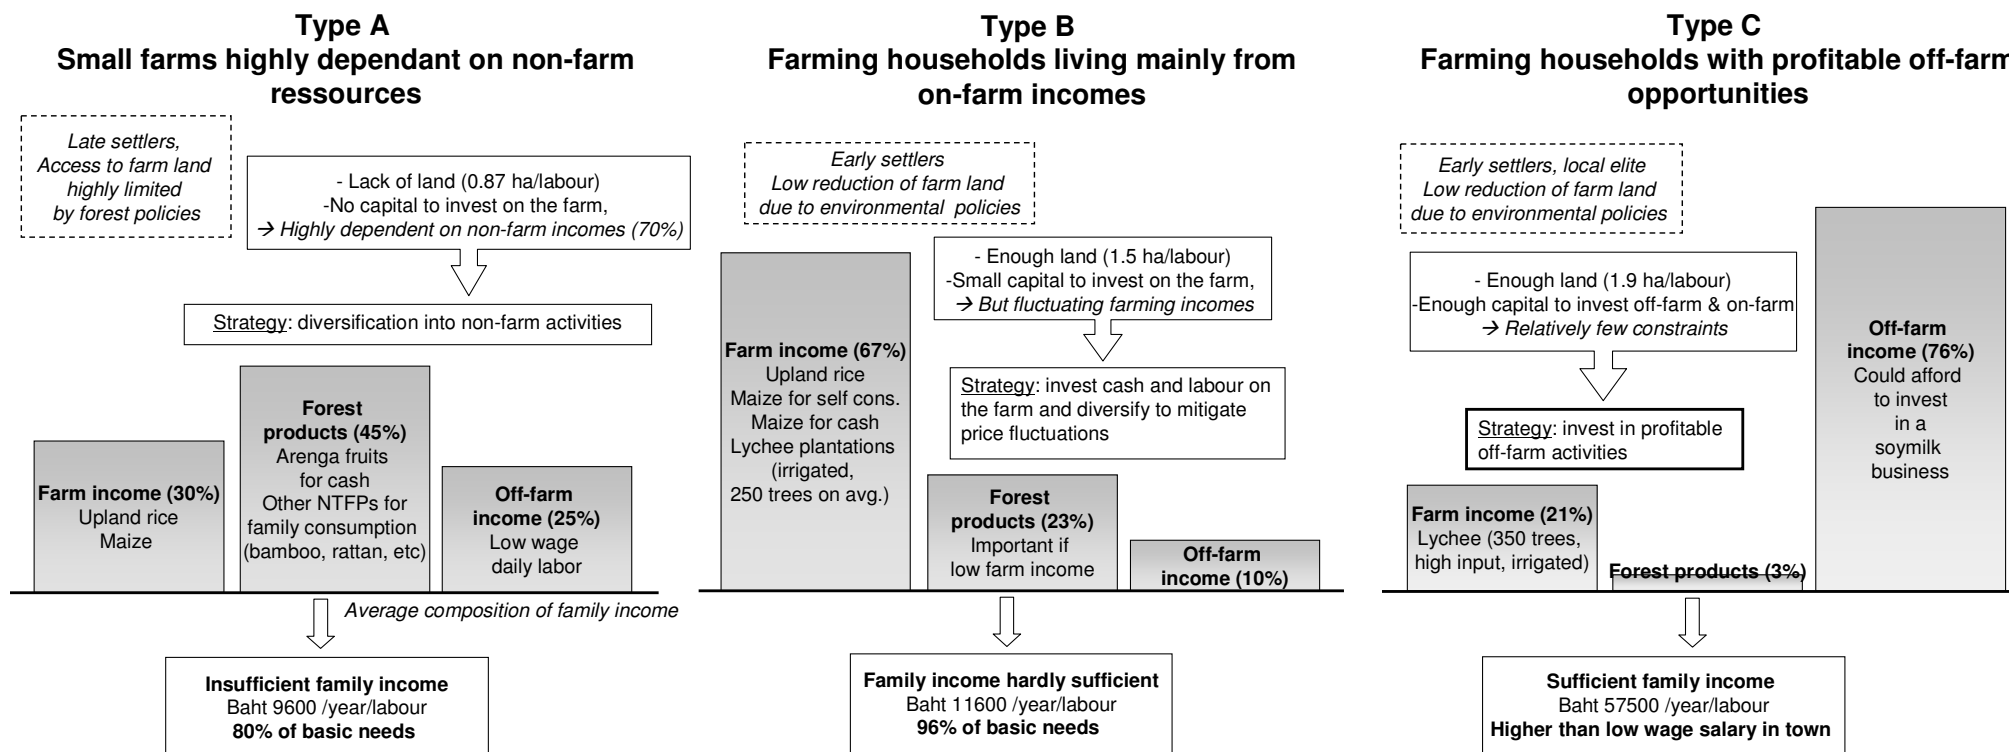 Type A
Small farms highly dependant on non-farm
ressources
Late settlers,
Access to farm land
highly limited
by forest policies
- Lack of land (0.87 ha/labour)
-No capital to invest on the farm,
→ Highly dependent on non-farm incomes (70%)
Strategy: diversification into non-farm activities
Farm income (30%)
Upland rice
Maize
Forest
products (45%)
Arenga fruits
for cash
Other NTFPs for
family consumption
(bamboo, rattan, etc)
Off-farm
income (25%)
Low wage
daily labor
Average composition of family income
Insufficient family income
Baht 9600 /year/labour
80% of basic needs
Type B
Farming households living mainly from
on-farm incomes
Early settlers
Low reduction of farm land
due to environmental policies
- Enough land (1.5 ha/labour)
-Small capital to invest on the farm,
→ But fluctuating farming incomes
Strategy: invest cash and labour on
the farm and diversify to mitigate
price fluctuations
Farm income (67%)
Upland rice
Maize for self cons.
Maize for cash
Lychee plantations
(irrigated,
250 trees on avg.)
Forest
products (23%)
Important if
low farm income
Off-farm
income (10%)
Family income hardly sufficient
Baht 11600 /year/labour
96% of basic needs
Type C
Farming households with profitable off-farm
opportunities
Early settlers, local elite
Low reduction of farm land
due to environmental policies
- Enough land (1.9 ha/labour)
-Enough capital to invest off-farm & on-farm
→ Relatively few constraints
Strategy: invest in profitable
off-farm activities
Farm income (21%)
Lychee (350 trees,
high input, irrigated)
Forest products (3%)
Off-farm
income (76%)
Could afford
to invest
in a
soymilk
business
Sufficient family income
Baht 57500 /year/labour
Higher than low wage salary in town